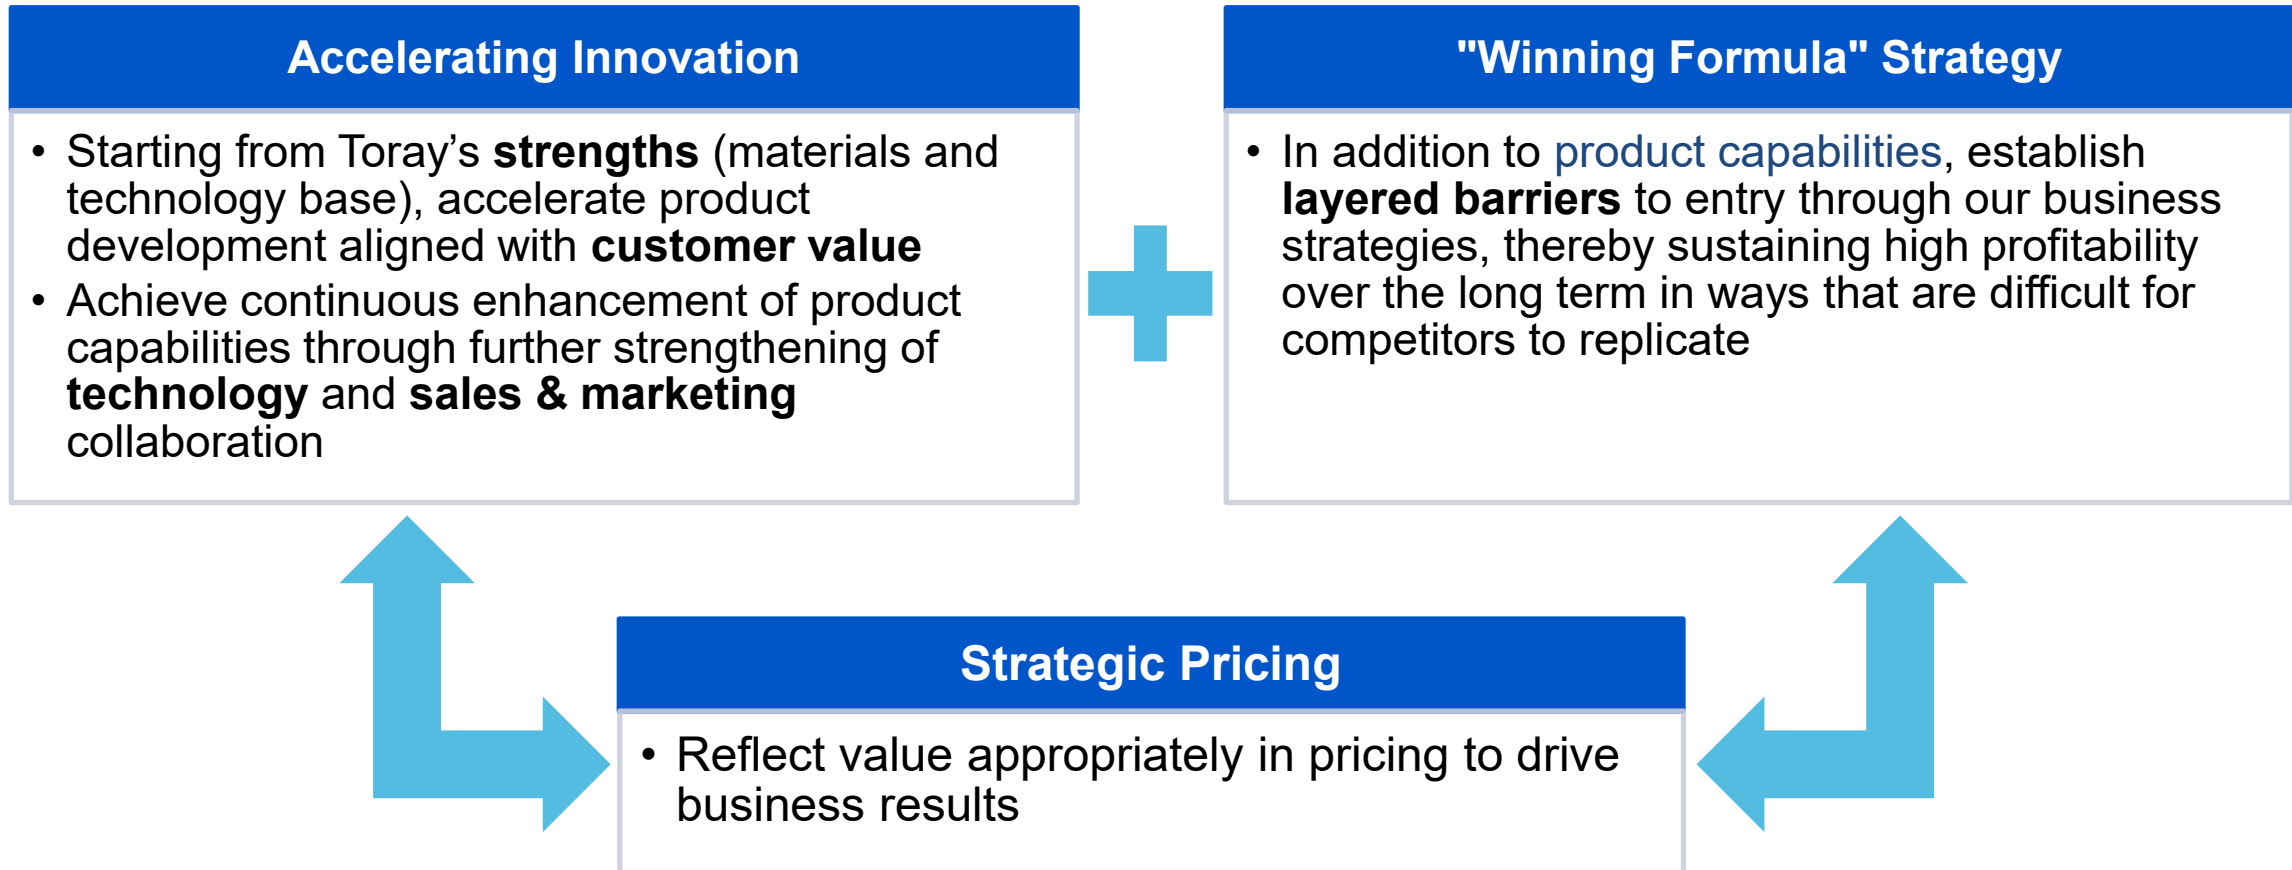 Accelerating Innovation
• Starting from Toray’s strengths (materials and
technology base), accelerate product
development aligned with customer value
• Achieve continuous enhancement of product
capabilities through further strengthening of
technology and sales & marketing
collaboration
"Winning Formula" Strategy
• In addition to product capabilities, establish
layered barriers to entry through our business
strategies, thereby sustaining high profitability
over the long term in ways that are difficult for
competitors to replicate
Strategic Pricing
• Reflect value appropriately in pricing to drive
business results